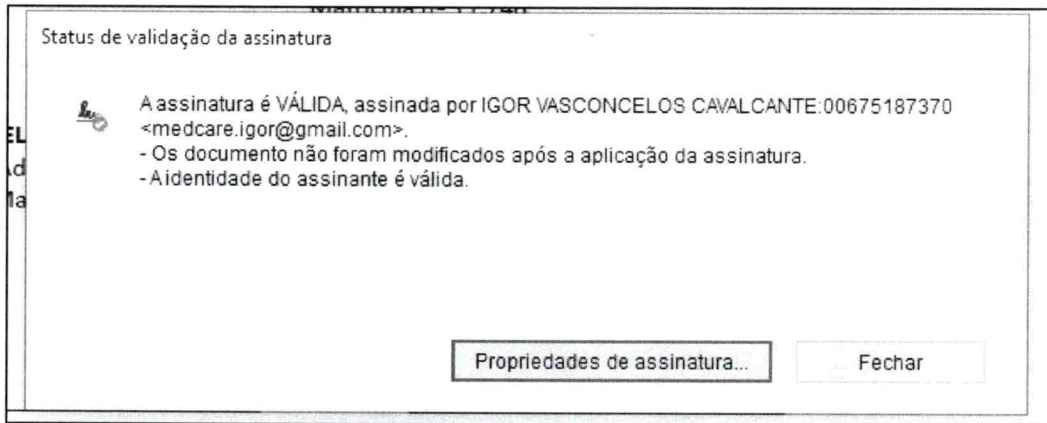 Status de validação da assinatura
A assinatura é VÁLIDA, assinada por IGOR VASCONCELOS CAVALCANTE:00675187370
<medcare.igor@gmail.com>.
- Os documento não foram modificados após a aplicação da assinatura.
- A identidade do assinante é válida.
Propriedades de assinatura...
Fechar